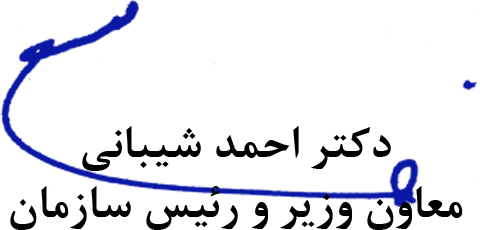 دکتر احمد شیبانی
معاون وزیر و رئیس سازمان